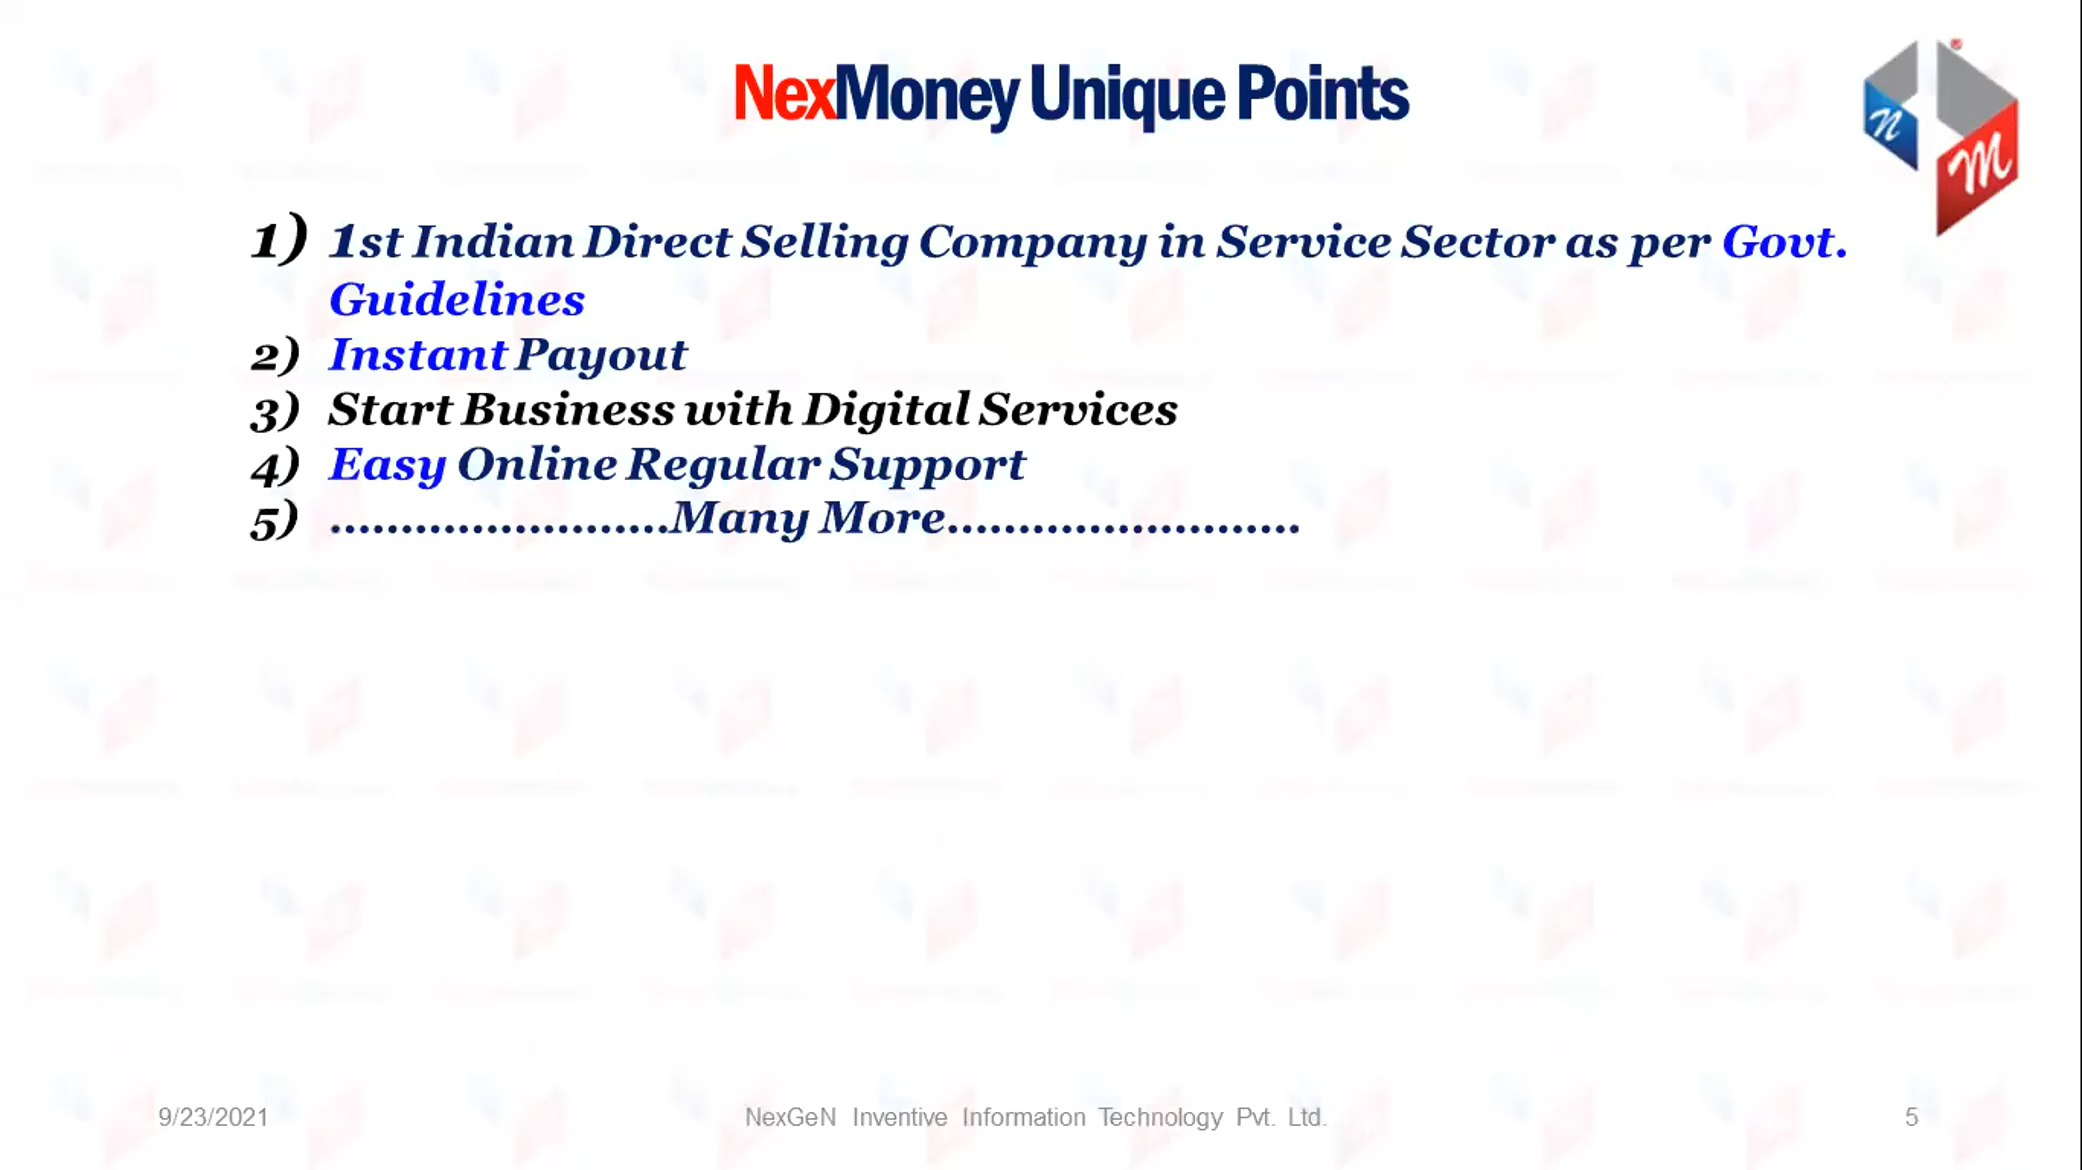 NexMoney Unique Points
n
m
®
1) 1st Indian Direct Selling Company in Service Sector as per Govt.
Guidelines
2) Instant Payout
3) Start Business with Digital Services
4) Easy Online Regular Support
5) ........................Many More.........................
9/23/2021
NexGeN Inventive Information Technology Pvt. Ltd.
5